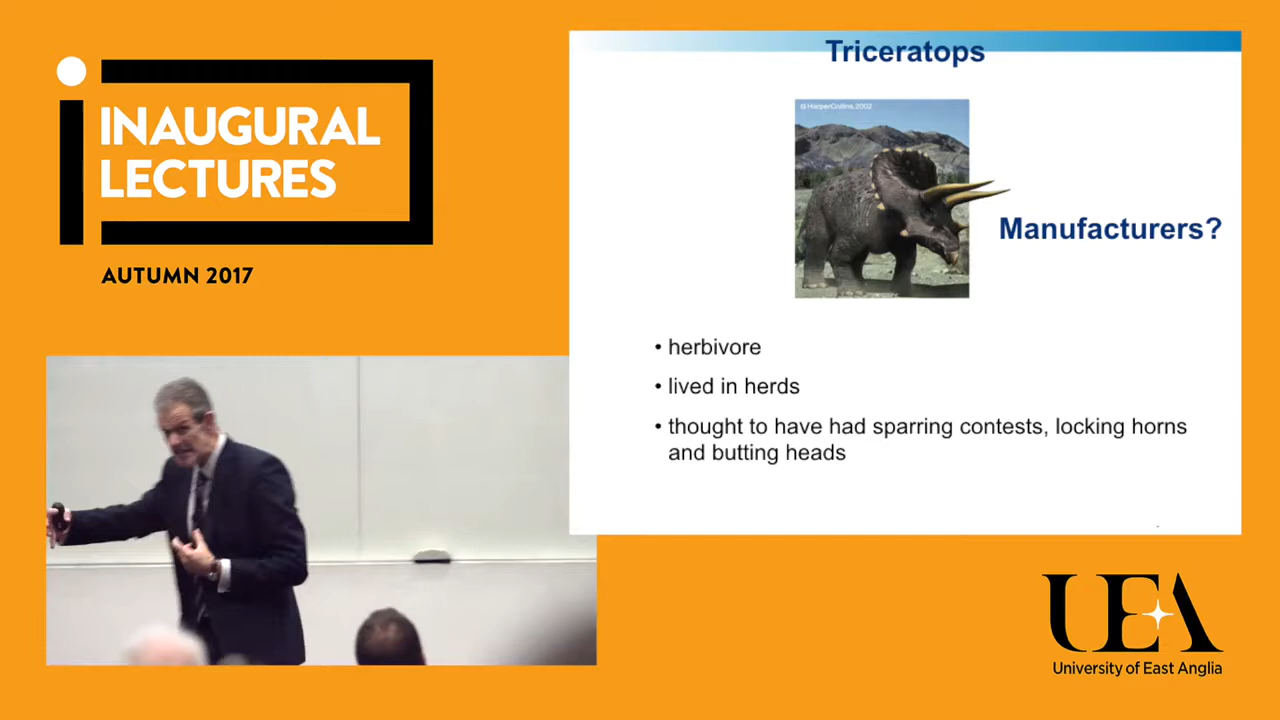 INAUGURAL
LECTURES
AUTUMN 2017
Triceratops
©HarperCollins,2002
Manufacturers?
• herbivore
• lived in herds
• thought to have had sparring contests, locking horns
and butting heads
UEA
University of East Anglia